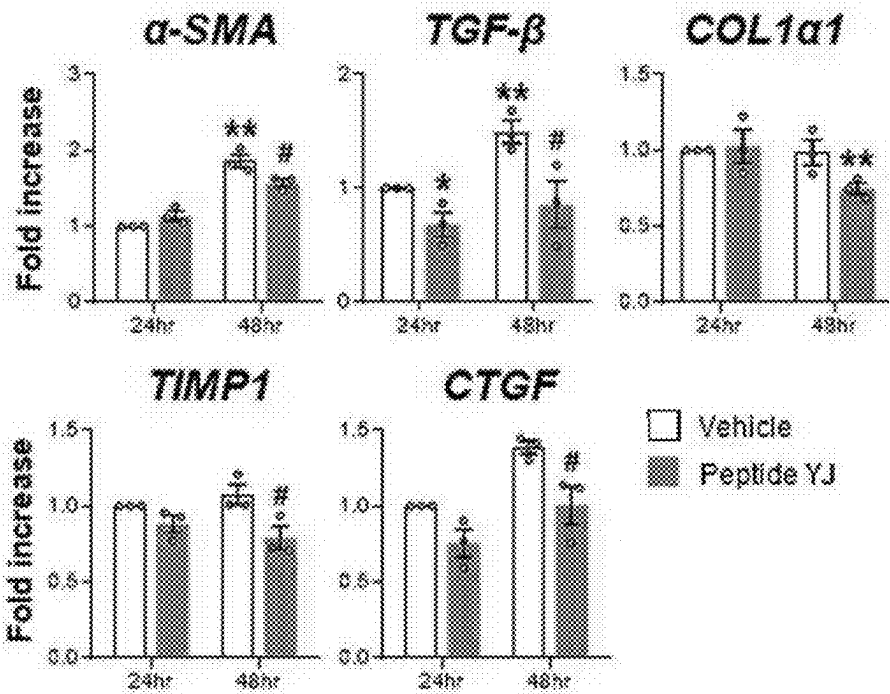 α-SMA
TGF-β
COL1α1
Fold increase
3
2
1
0
**
#
24hr
48hr
2
1
0
*
**
#
24hr
48hr
1.5
1.0
0.5
0.0
**
24hr
48hr
TIMP1
CTGF
Fold increase
1.5
1.0
0.5
0.0
#
24hr
48hr
1.5
1.0
0.5
0.0
#
24hr
48hr
Vehicle
Peptide YJ